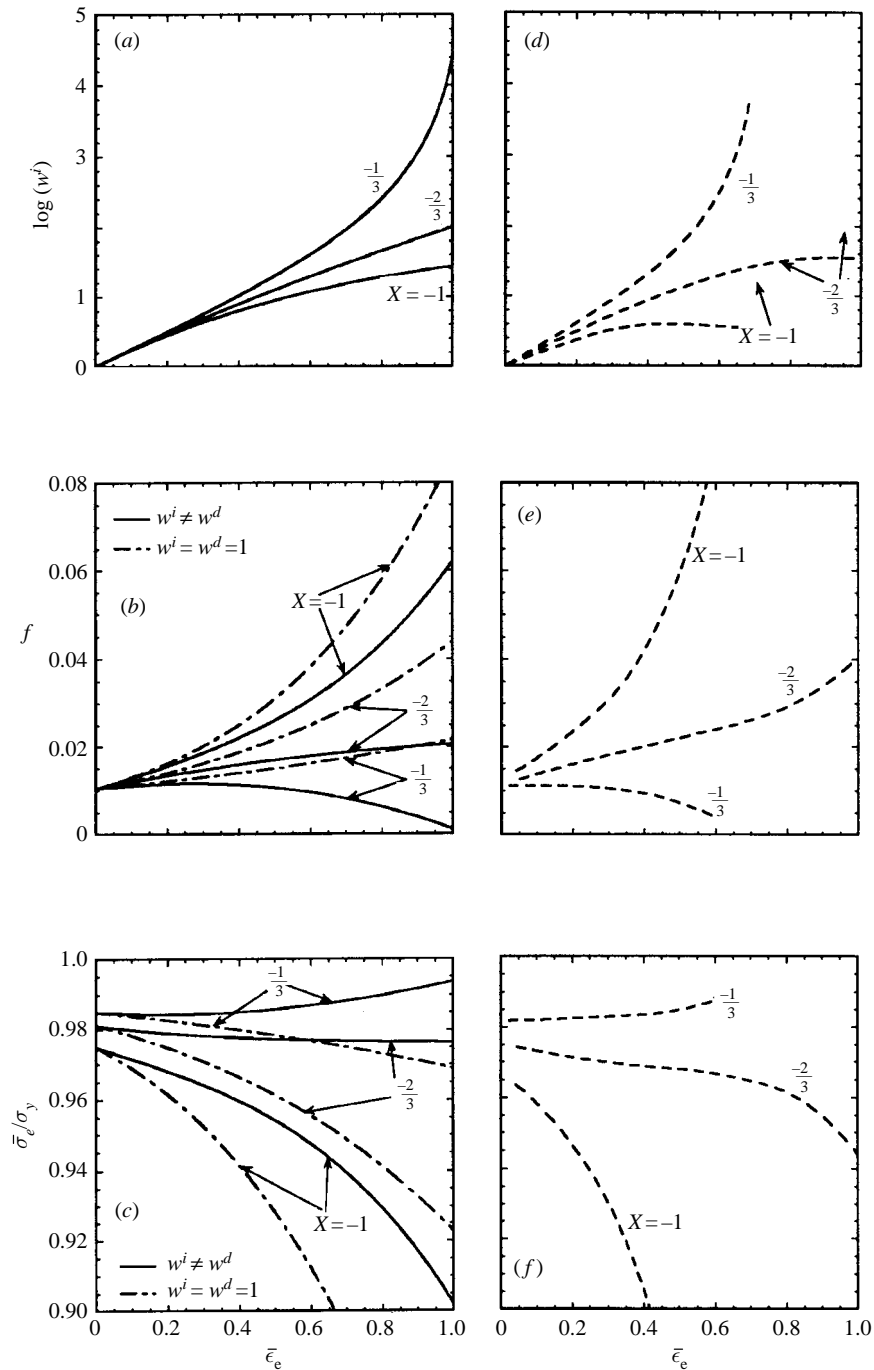 5
(a)
(d)
4
log (w^i)
3
-1/3
-1/3
-2/3
1
X = –1
-2/3
X = –1
0
0.08
w^i ≠ w^d
w^i = w^d = 1
(e)
X = –1
0.06
X = –1
(b)
f
0.04
-2/3
-2/3
0.02
-1/3
-1/3
0
1.0
-1/3
-1/3
0.98
-2/3
-2/3
0.96
σ̄_e/σ_y
0.94
(c)
X = –1
X = –1
0.92
w^i ≠ w^d
(f)
w^i = w^d = 1
0.90
0 0.2 0.4 0.6 0.8 1.0 0 0.2 0.4 0.6 0.8 1.0
ϵ̄_e ϵ̄_e